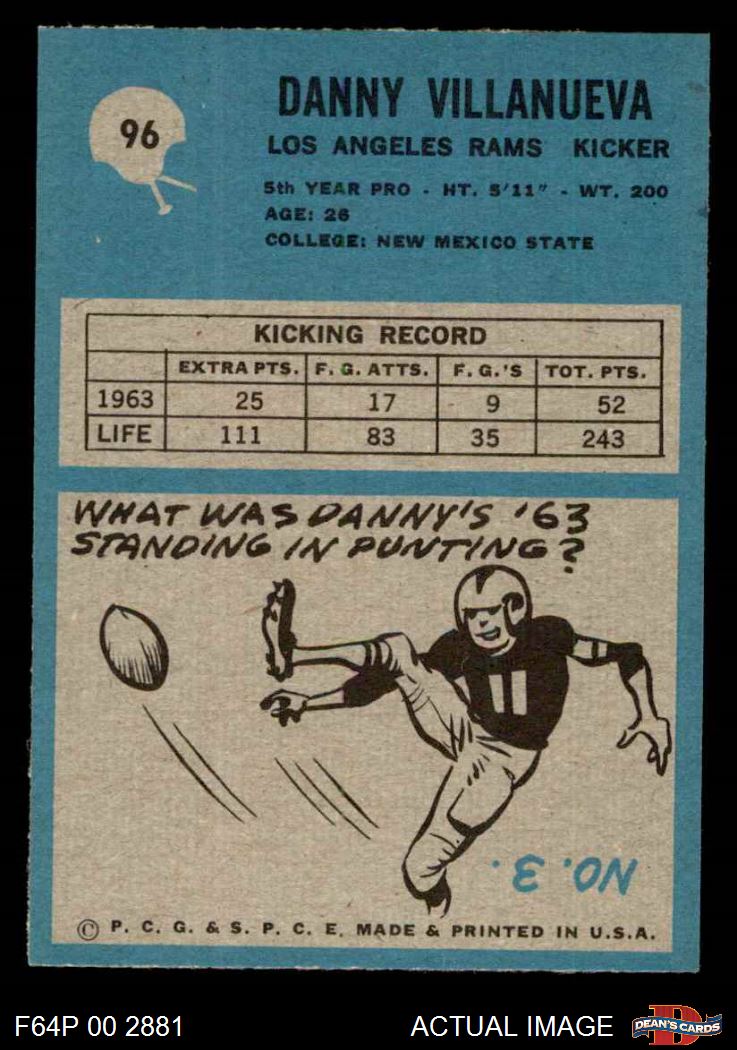 96
DANNY VILLANUEVA
LOS ANGELES RAMS KICKER
5th YEAR PRO - HT. 5'11" - WT. 200
AGE: 26
COLLEGE: NEW MEXICO STATE
KICKING RECORD
EXTRA PTS. F. G. ATTS. F. G.'S TOT. PTS.
1963 25 17 9 52
LIFE 111 83 35 243
WHAT WAS DANNY'S '63
STANDING IN PUNTING?
11
NO. 3.
© P. C. G. & S. P. C. E. MADE & PRINTED IN U.S.A.
F64P 00 2881 ACTUAL IMAGE
D
DEAN'S CARDS